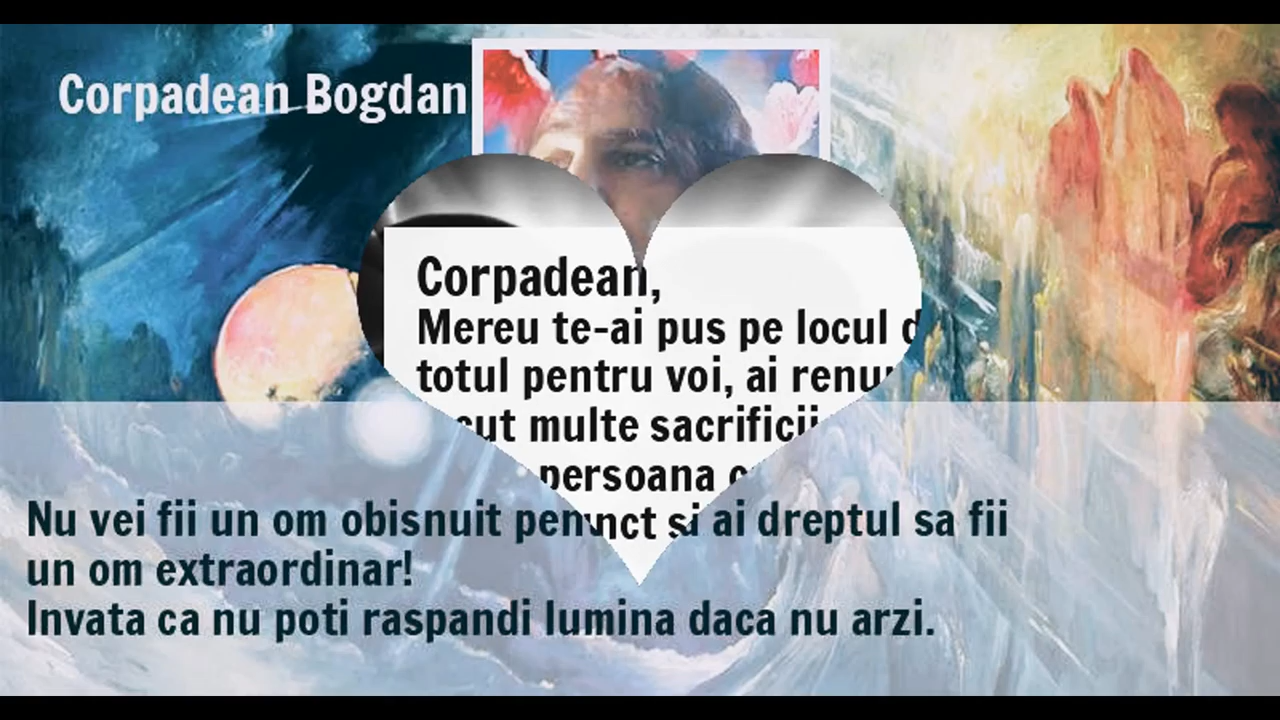 Corpadean Bogdan
Corpadean,
Mereu te-ai pus pe locul
totul pentru voi, ai
multe sacrificii
persoana
Nu vei fii un om obisnuit și ai dreptul sa fii
un om extraordinar!
Invata ca nu poti raspandi lumina daca nu arzi.